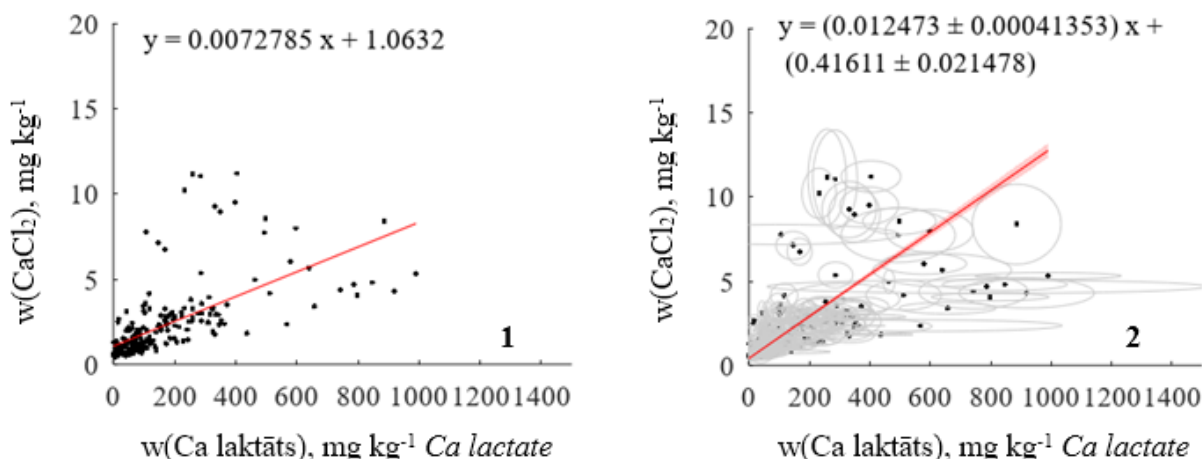 y = 0.0072785 x + 1.0632
20
15
10
5
0
w(CaCl₂), mg kg⁻¹
1
0 200 400 600 800 1000 1200 1400
w(Ca laktāts), mg kg⁻¹ Ca lactate
y = (0.012473 ± 0.00041353) x +
(0.41611 ± 0.021478)
20
15
10
5
0
w(CaCl₂), mg kg⁻¹
2
0 200 400 600 800 1000 1200 1400
w(Ca laktāts), mg kg⁻¹ Ca lactate